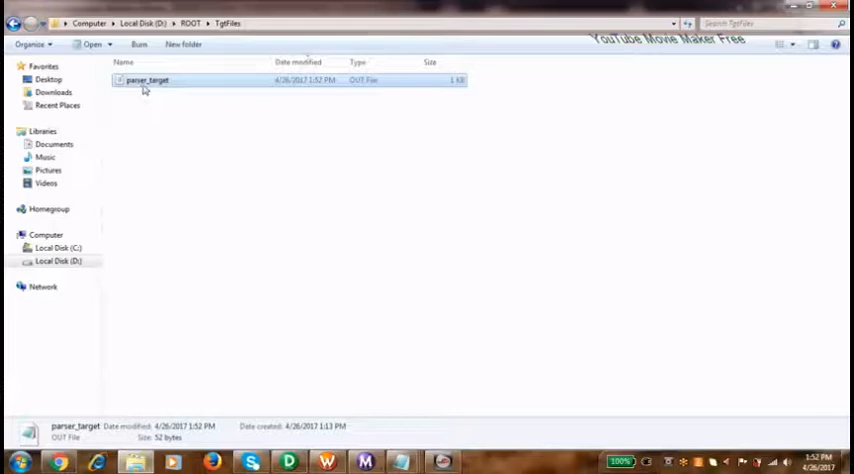 Computer ▸ Local Disk (D:) ▸ ROOT ▸ TgtFiles
Search TgtFiles
Organise Open Burn New folder
YouTube Movie Maker Free
Name Date modified Type Size
parser_target 4/26/2017 1:52 PM OUT File 1 KB
Favorites
Desktop
Downloads
Recent Places
Libraries
Documents
Music
Pictures
Videos
Homegroup
Computer
Local Disk (C:)
Local Disk (D:)
Network
parser_target Date modified: 4/26/2017 1:52 PM Date created: 4/26/2017 1:13 PM
OUT File Size: 52 bytes
100%
1:52 PM
4/26/2017